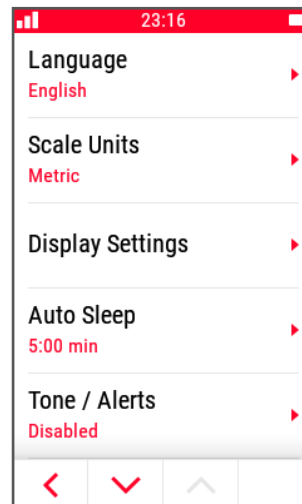 23:16
Language
English
Scale Units
Metric
Display Settings
Auto Sleep
5:00 min
Tone / Alerts
Disabled